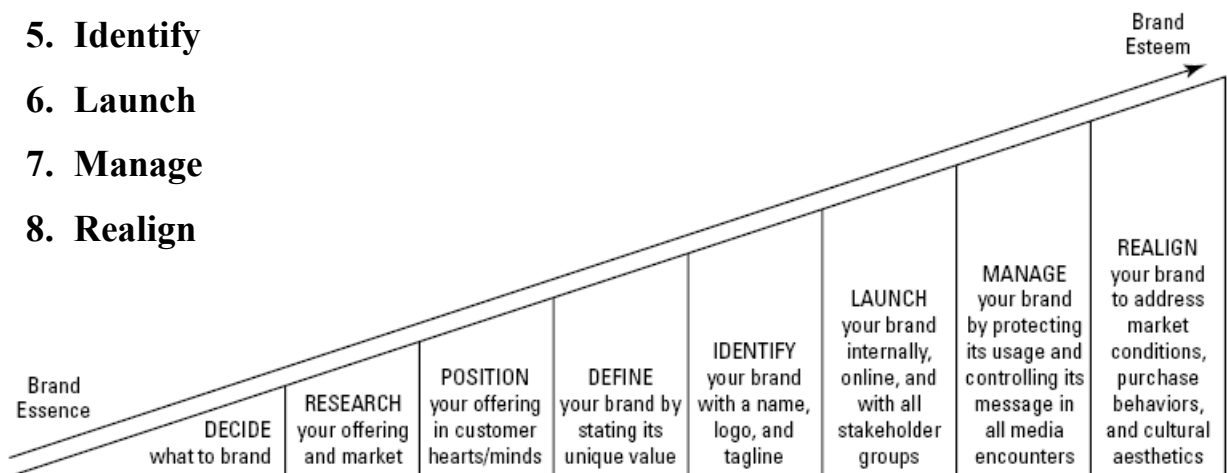 5. Identify
6. Launch
7. Manage
8. Realign
Brand
Esteem
Brand
Essence
DECIDE
what to brand
RESEARCH
your offering
and market
POSITION
your offering
in customer
hearts/minds
DEFINE
your brand by
stating its
unique value
IDENTIFY
your brand
with a name,
logo, and
tagline
LAUNCH
your brand
internally,
online, and
with all
stakeholder
groups
MANAGE
your brand
by protecting
its usage and
controlling its
message in
all media
encounters
REALIGN
your brand
to address
market
conditions,
purchase
behaviors,
and cultural
aesthetics